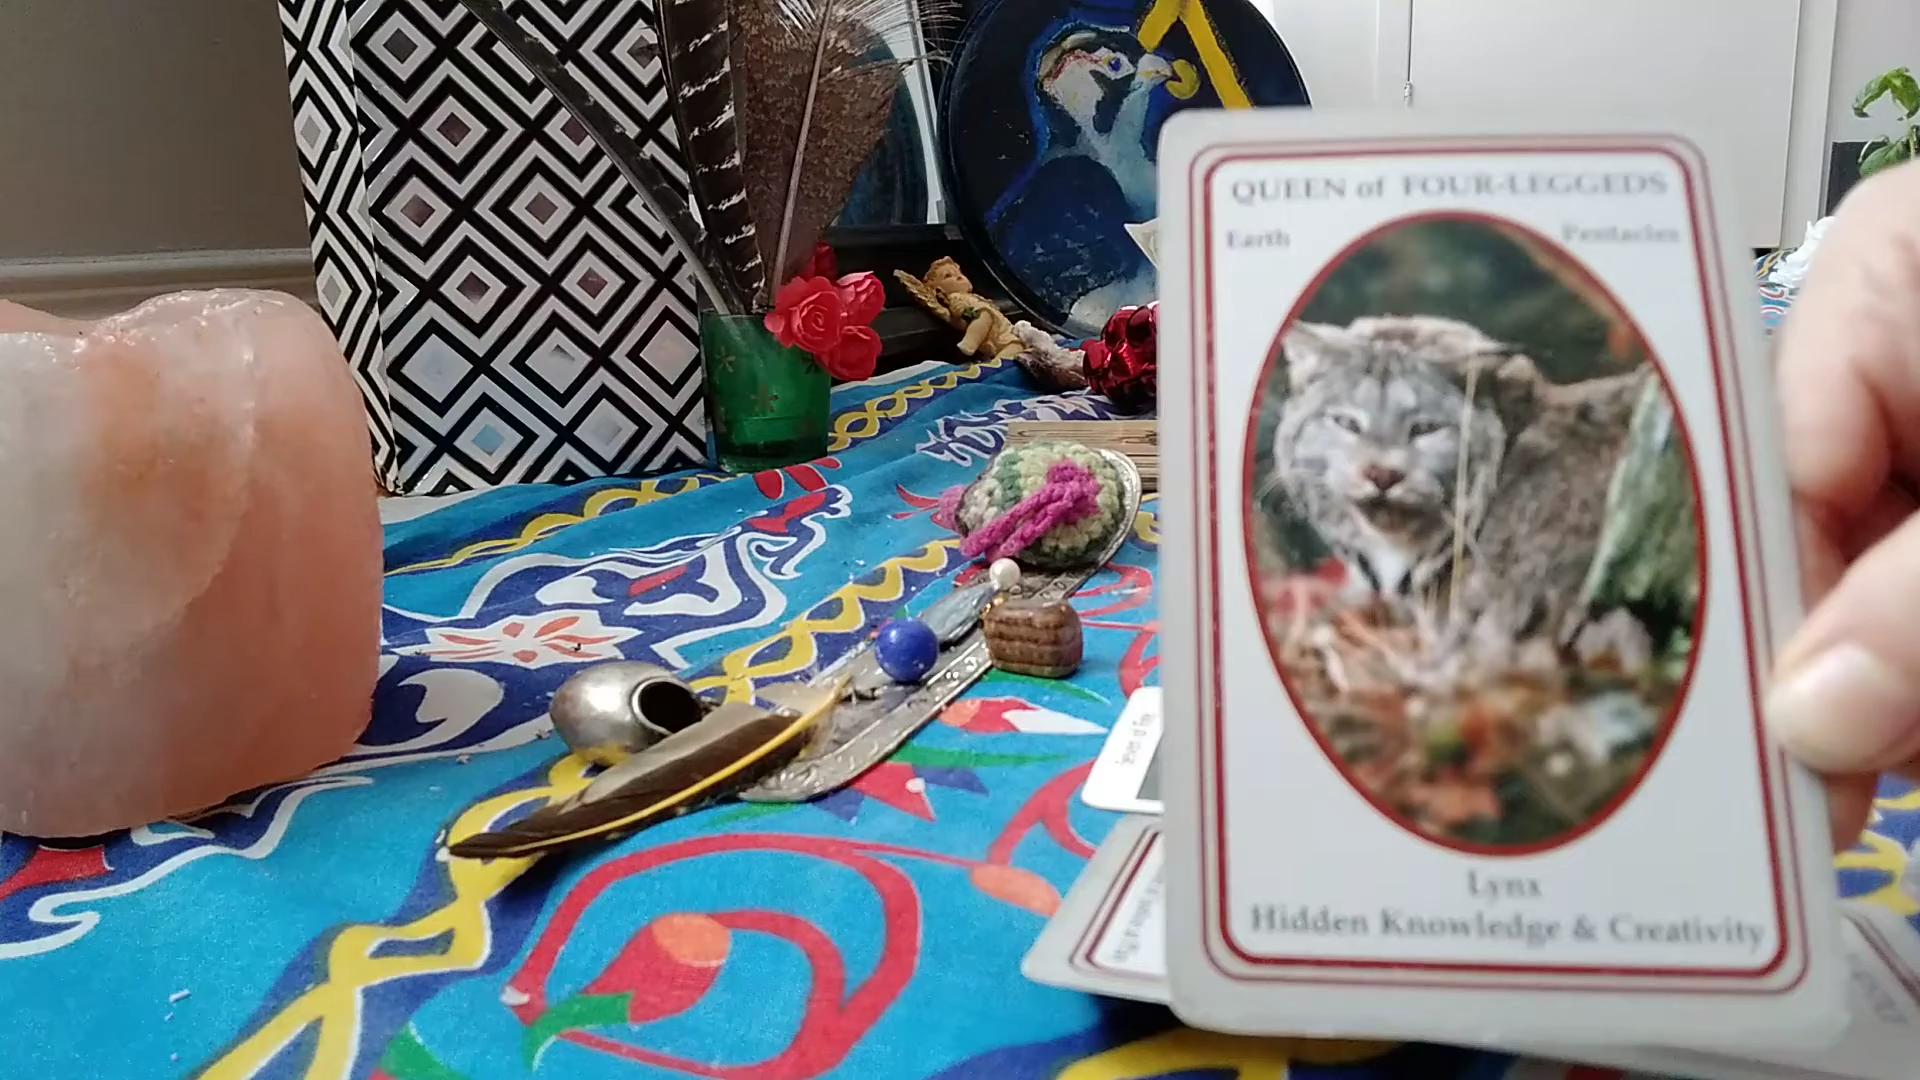 QUEEN of FOUR-LEGGEDS
Earth Pentacles
Lynx
Hidden Knowledge & Creativity